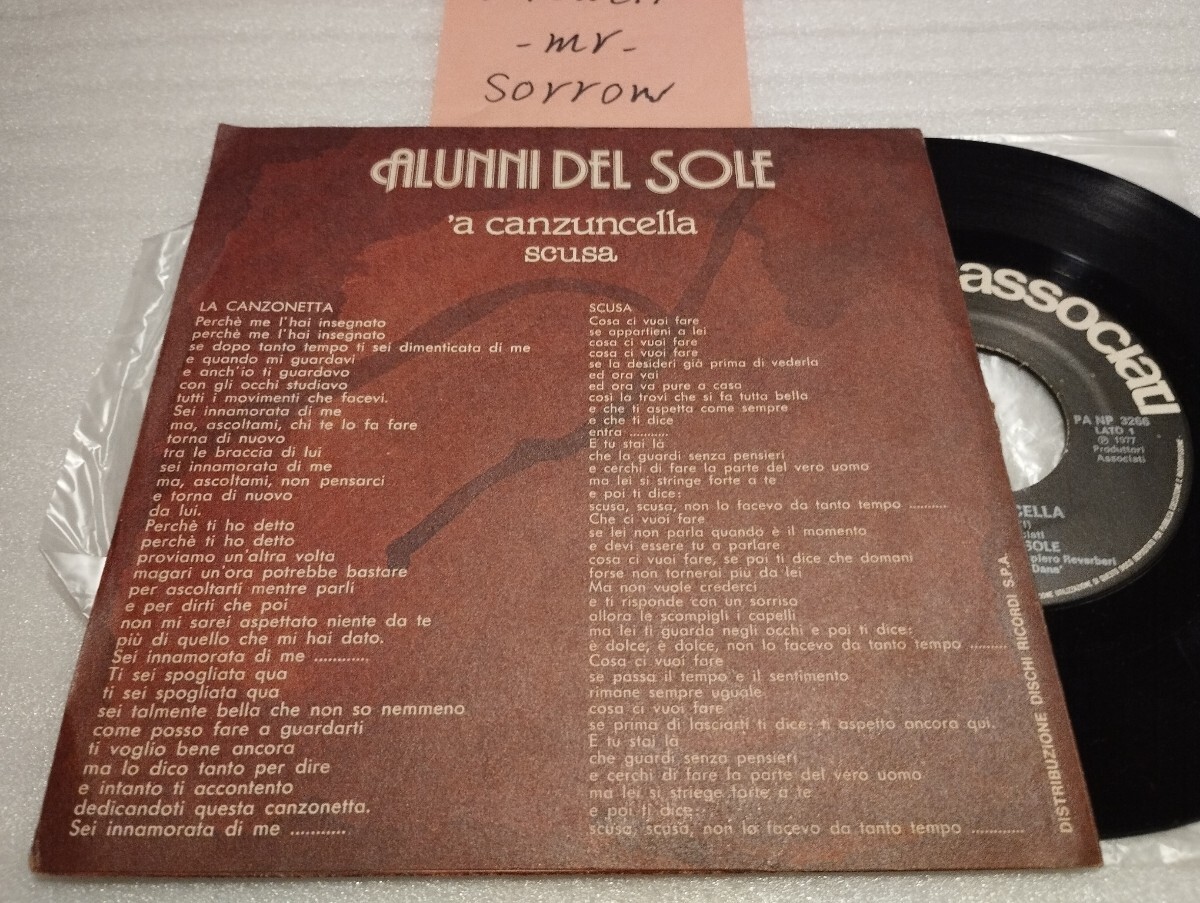 -mr-
Sorrow
ALUNNI DEL SOLE
'a canzuncella
scusa
LA CANZONETTA
Perchè me l'hai insegnato
perchè me l'hai insegnato
se dopo tanto tempo ti sei dimenticata di me
e quando mi guardavi
e anch'io ti guardavo
con gli occhi studiavo
tutti i movimenti che facevi.
Sei innamorata di me
ma, ascoltami, chi te lo fa fare
torna di nuovo
tra le braccia di lui
sei innamorata di me
ma, ascoltami, non pensarci
e torna di nuovo
da lui.
Perchè ti ho detto
perchè ti ho detto
proviamo un'altra volta
magari un'ora potrebbe bastare
per ascoltarti mentre parli
e per dirti che poi
non mi sarei aspettato niente da te
più di quello che mi hai dato.
Sei innamorata di me ............
Ti sei spogliata qua
ti sei spogliata qua
sei talmente bella che non so nemmeno
come posso fare a guardarti
ti voglio bene ancora
ma lo dico tanto per dire
e intanto ti accontento
dedicandoti questa canzonetta.
Sei innamorata di me ...........
SCUSA
Cosa ci vuoi fare
se appartieni a lei
cosa ci vuoi fare
cosa ci vuoi fare
se la desideri già prima di vederla
ed ora vai
ed ora va pure a casa
così la trovi che si fa tutta bella
e che ti aspetta come sempre
e che ti dice
entra ...........
E tu stai là
che la guardi senza pensieri
e cerchi di fare la parte del vero uomo
ma lei si stringe forte a te
e poi ti dice:
scusa, scusa, non lo facevo da tanto tempo ..........
Che ci vuoi fare
se lei non parla quando è il momento
e devi essere tu a parlare
cosa ci vuoi fare, se poi ti dice che domani
forse non tornerai più da lei
Ma non vuole crederci
e ti risponde con un sorriso
allora le scompigli i capelli
ma lei ti guarda negli occhi e poi ti dice:
e dolce, e dolce, non lo facevo da tanto tempo ..........
Cosa ci vuoi fare
se passa il tempo e il sentimento
rimane sempre uguale
cosa ci vuoi fare
se prima di lasciarti ti dice: ti aspetto ancora qui.
E tu stai là
che guardi senza pensieri
e cerchi di fare la parte del vero uomo
ma lei si striege forte a te
e poi ti dice:
scusa, scusa, non lo facevo da tanto tempo ............
DISTRIBUZIONE DISCHI RICORDI S.P.A.
associati
PA NP 3266
LATO 1
℗ 1977
Produttori
Associati
CELLA
SOLE
piero Reverberi
"Dana"